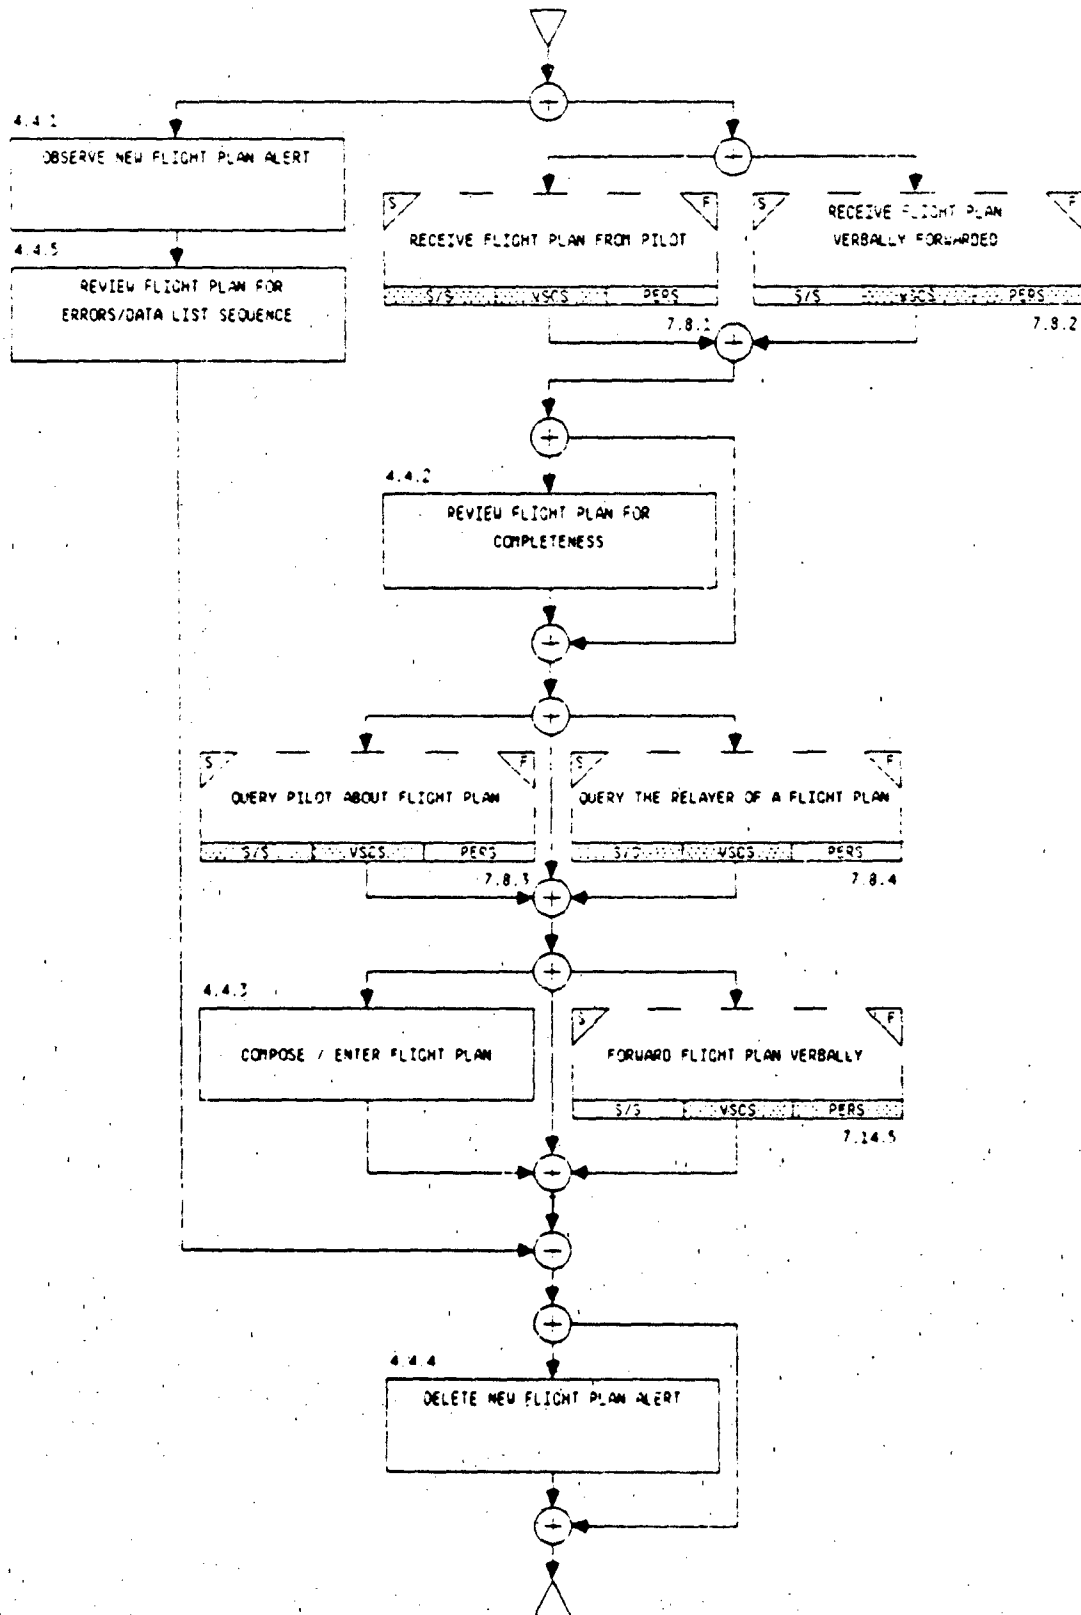 4.4.1
OBSERVE NEW FLIGHT PLAN ALERT
4.4.5
REVIEW FLIGHT PLAN FOR
ERRORS/DATA LIST SEQUENCE
S
F
RECEIVE FLIGHT PLAN FROM PILOT
S/S VSCS PERS
7.8.1
S
F
RECEIVE FLIGHT PLAN
VERBALLY FORWARDED
S/S VSCS PERS
7.8.2
+
+
+
+
4.4.2
REVIEW FLIGHT PLAN FOR
COMPLETENESS
+
+
S
F
QUERY PILOT ABOUT FLIGHT PLAN
S/S VSCS PERS
7.8.3
S
F
QUERY THE RELAYER OF A FLIGHT PLAN
S/S VSCS PERS
7.8.4
+
+
4.4.3
COMPOSE / ENTER FLIGHT PLAN
S
F
FORWARD FLIGHT PLAN VERBALLY
S/S VSCS PERS
7.14.5
+
+
+
4.4.4
DELETE NEW FLIGHT PLAN ALERT
+